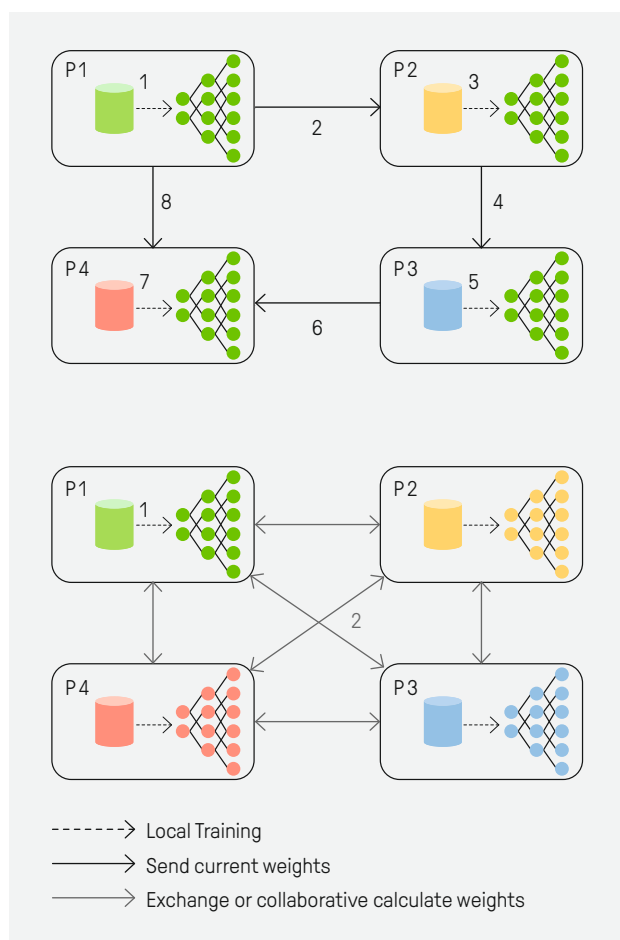 P1 1
P2 3
2
8
4
P4 7
P3 5
6
P1 1
P2
2
P4
P3
Local Training
Send current weights
Exchange or collaborative calculate weights